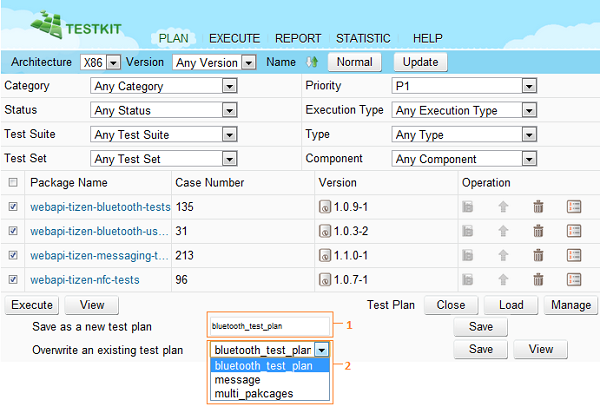 TESTKIT
PLAN EXECUTE REPORT STATISTIC HELP
Architecture X86 Version Any Version Name Normal Update
Category Any Category Priority P1
Status Any Status Execution Type Any Execution Type
Test Suite Any Test Suite Type Any Type
Test Set Any Test Set Component Any Component
Package Name Case Number Version Operation
webapi-tizen-bluetooth-tests 135 1.0.9-1
webapi-tizen-bluetooth-us... 31 1.0.3-2
webapi-tizen-messaging-t... 213 1.1.0-1
webapi-tizen-nfc-tests 96 1.0.7-1
Execute View Test Plan Close Load Manage
Save as a new test plan bluetooth_test_plan 1 Save
Overwrite an existing test plan bluetooth_test_plan Save View
bluetooth_test_plan 2
message
multi_pakcages